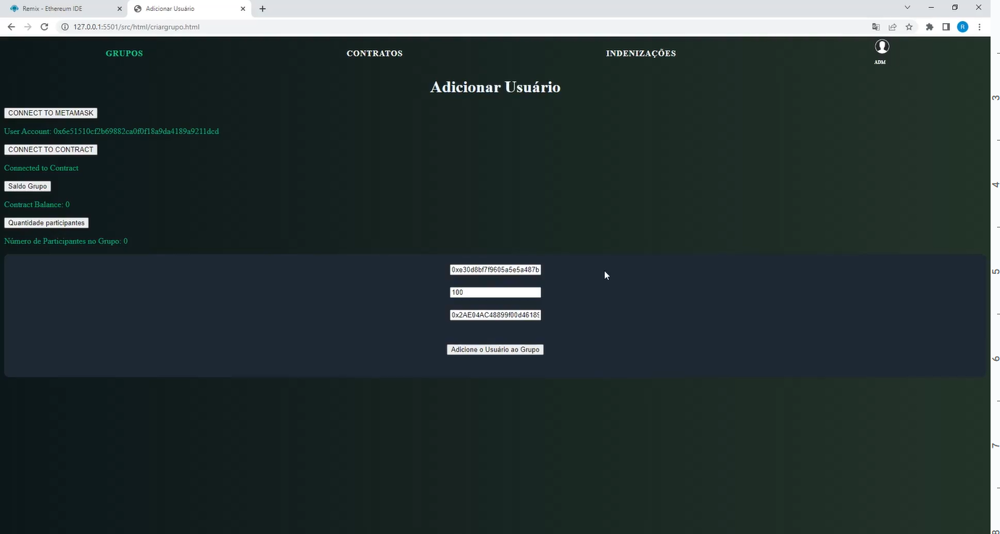 Remix - Ethereum IDE
Adicionar Usuário
127.0.0.1:5501/src/html/criargrupo.html
R
GRUPOS
CONTRATOS
INDENIZAÇÕES
ADM
Adicionar Usuário
CONNECT TO METAMASK
User Account: 0x6e51510cf2b69882ca0f0f18a9da4189a9211dcd
CONNECT TO CONTRACT
Connected to Contract
Saldo Grupo
Contract Balance: 0
Quantidade participantes
Número de Participantes no Grupo: 0
0xe30d8bf7f9605a5e5a487b
100
0x2AE04AC48899f00d46189
Adicione o Usuário ao Grupo
3
4
5
6
7
8